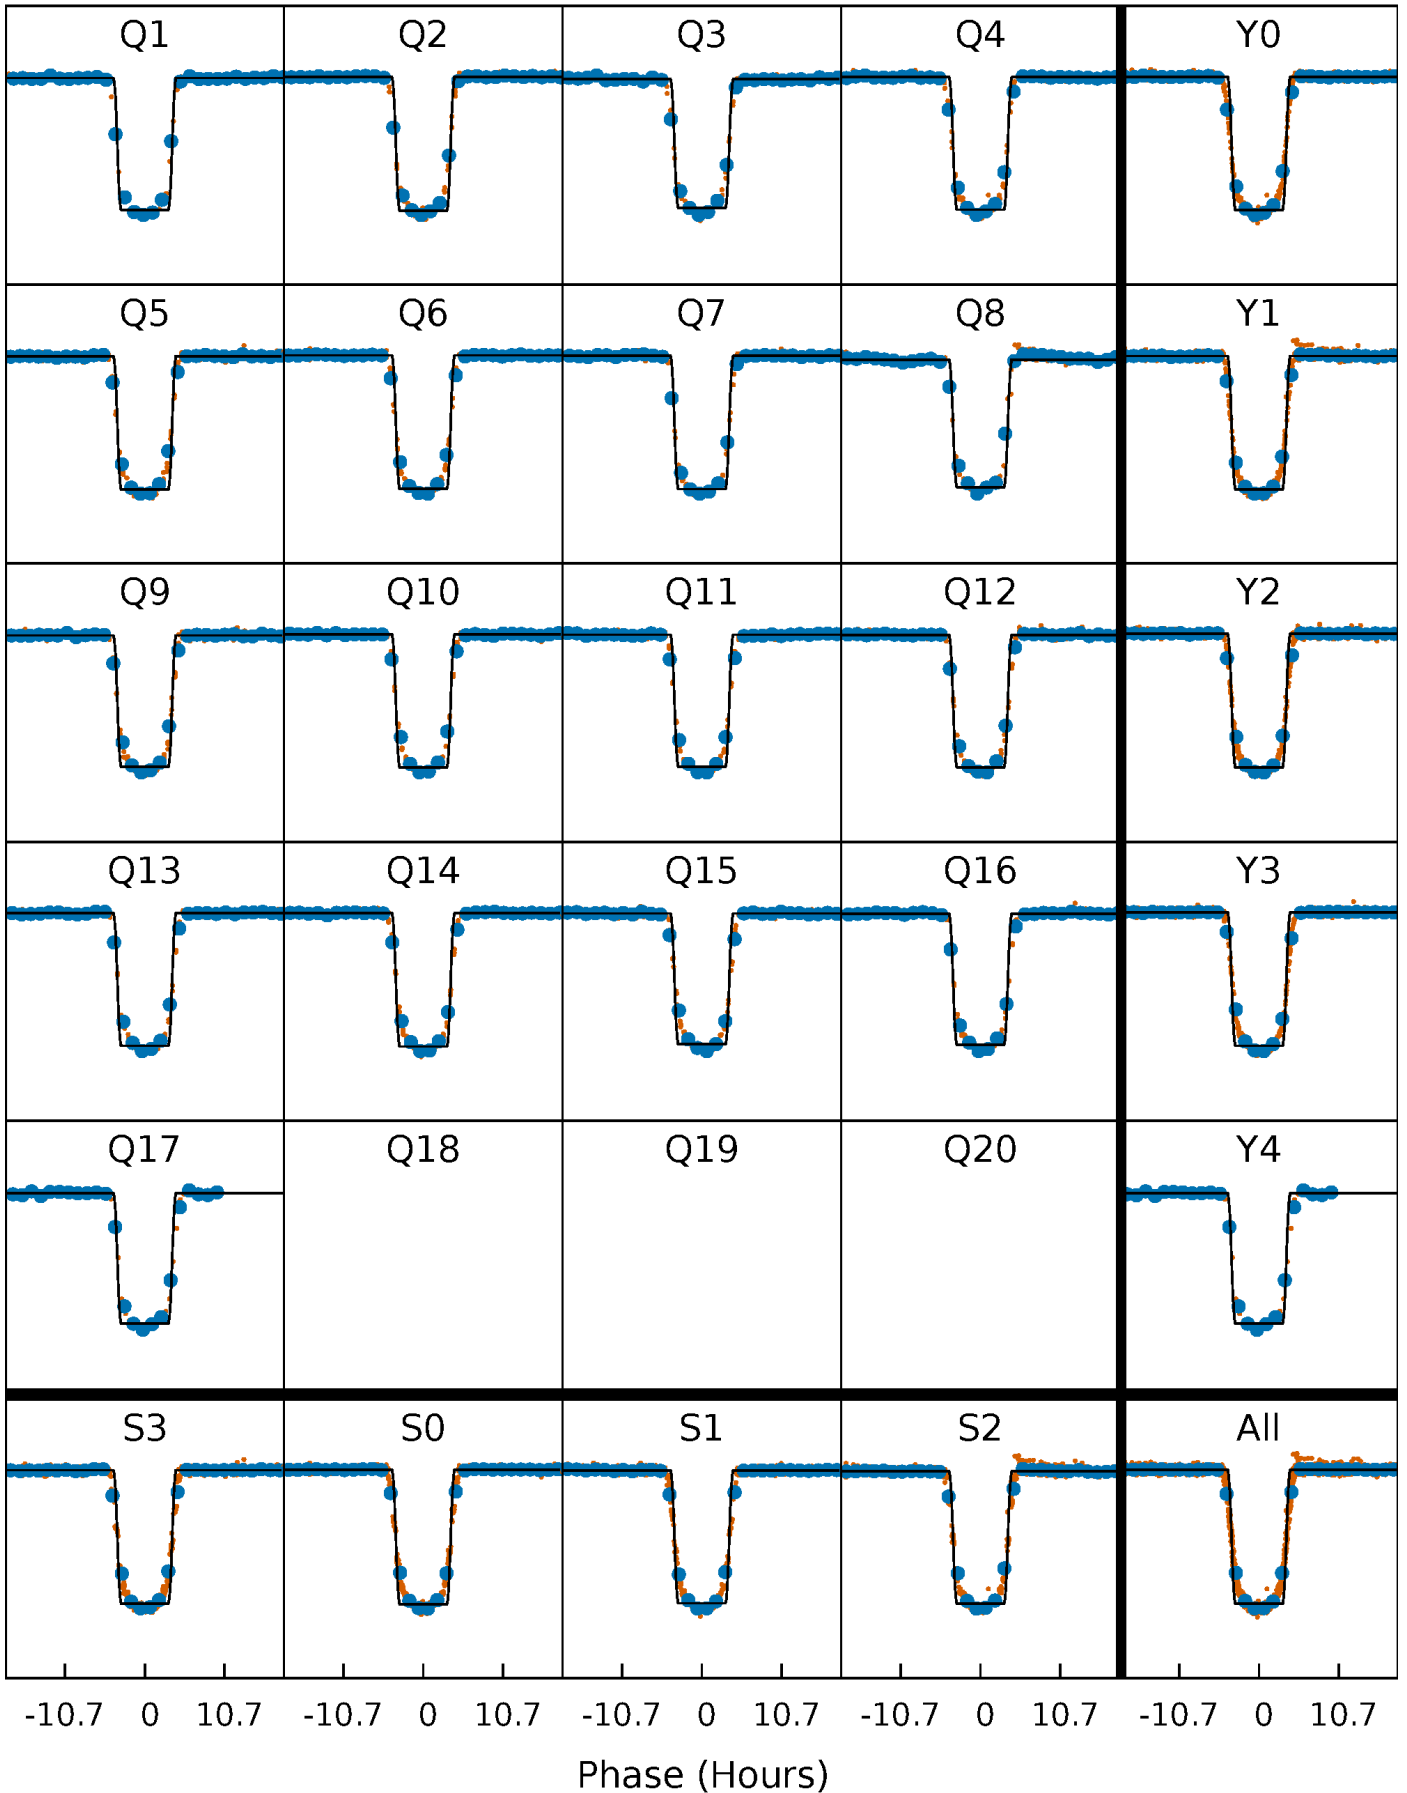 Q1 Q2 Q3 Q4 Y0
Q5 Q6 Q7 Q8 Y1
Q9 Q10 Q11 Q12 Y2
Q13 Q14 Q15 Q16 Y3
Q17 Q18 Q19 Q20 Y4
S3 S0 S1 S2 All
-10.7 0 10.7 -10.7 0 10.7 -10.7 0 10.7 -10.7 0 10.7 -10.7 0 10.7
Phase (Hours)